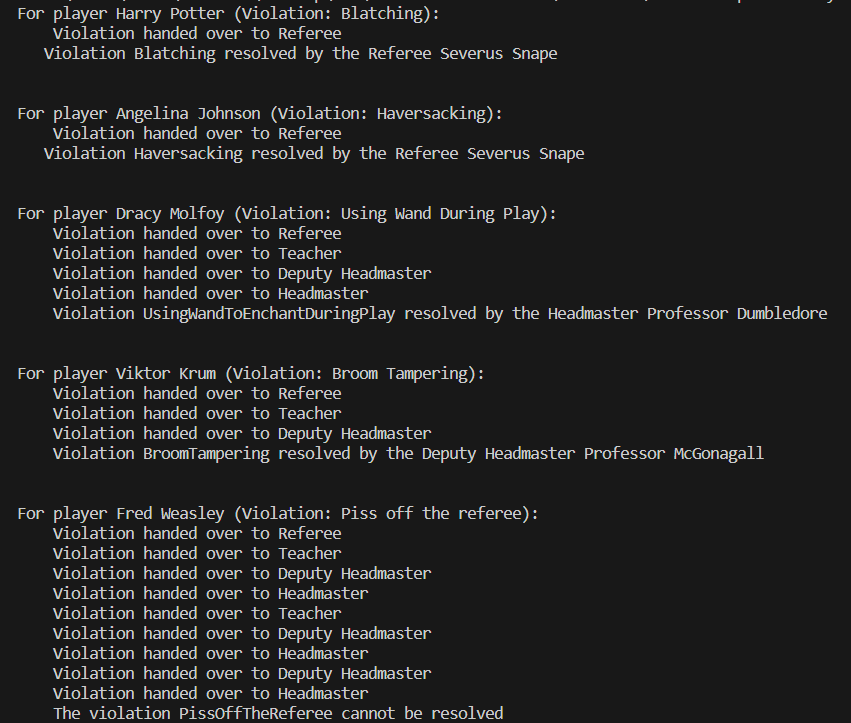 For player Harry Potter (Violation: Blatching):
Violation handed over to Referee
Violation Blatching resolved by the Referee Severus Snape
For player Angelina Johnson (Violation: Haversacking):
Violation handed over to Referee
Violation Haversacking resolved by the Referee Severus Snape
For player Dracy Molfoy (Violation: Using Wand During Play):
Violation handed over to Referee
Violation handed over to Teacher
Violation handed over to Deputy Headmaster
Violation handed over to Headmaster
Violation UsingWandToEnchantDuringPlay resolved by the Headmaster Professor Dumbledore
For player Viktor Krum (Violation: Broom Tampering):
Violation handed over to Referee
Violation handed over to Teacher
Violation handed over to Deputy Headmaster
Violation BroomTampering resolved by the Deputy Headmaster Professor McGonagall
For player Fred Weasley (Violation: Piss off the referee):
Violation handed over to Referee
Violation handed over to Teacher
Violation handed over to Deputy Headmaster
Violation handed over to Headmaster
Violation handed over to Teacher
Violation handed over to Deputy Headmaster
Violation handed over to Headmaster
Violation handed over to Deputy Headmaster
Violation handed over to Headmaster
The violation PissOffTheReferee cannot be resolved